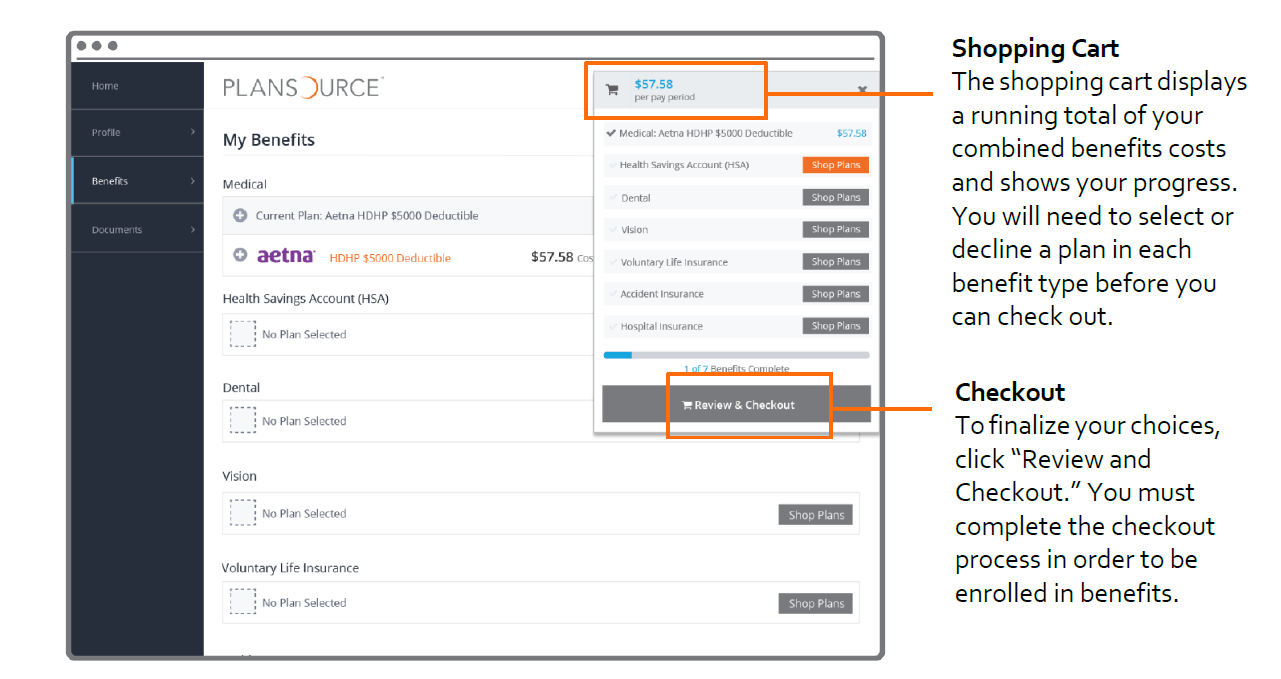 Home
Profile
Benefits
Documents
PLANSOURCE
My Benefits
Medical
Current Plan: Aetna HDHP $5000 Deductible
aetna HDHP $5000 Deductible $57.58 Cos
Health Savings Account (HSA)
No Plan Selected
Dental
No Plan Selected
Vision
No Plan Selected Shop Plans
Voluntary Life Insurance
No Plan Selected Shop Plans
$57.58
per pay period
Medical: Aetna HDHP $5000 Deductible $57.58
Health Savings Account (HSA) Shop Plans
Dental Shop Plans
Vision Shop Plans
Voluntary Life Insurance Shop Plans
Accident Insurance Shop Plans
Hospital Insurance Shop Plans
1 of 7 Benefits Complete
Review & Checkout
Shopping Cart
The shopping cart displays
a running total of your
combined benefits costs
and shows your progress.
You will need to select or
decline a plan in each
benefit type before you
can check out.
Checkout
To finalize your choices,
click “Review and
Checkout.” You must
complete the checkout
process in order to be
enrolled in benefits.